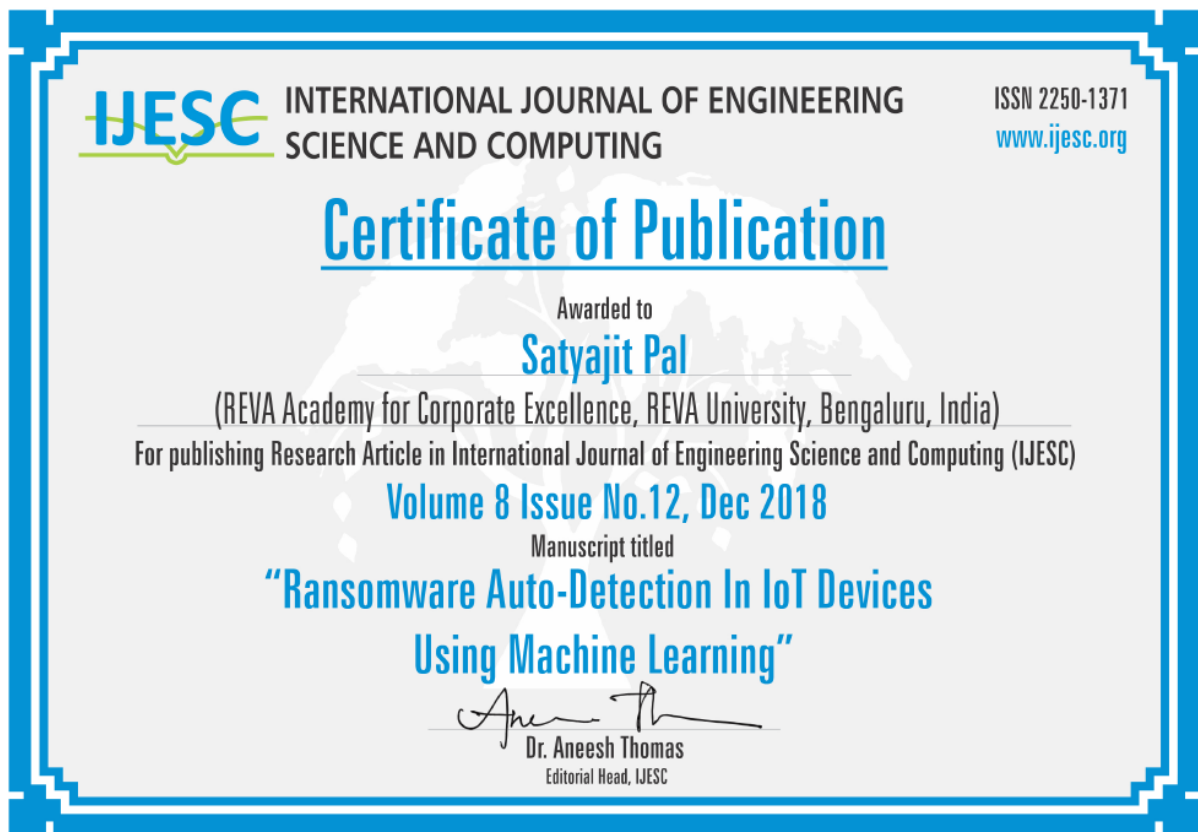 IJESC
INTERNATIONAL JOURNAL OF ENGINEERING
SCIENCE AND COMPUTING
ISSN 2250-1371
www.ijesc.org
Certificate of Publication
Awarded to
Satyajit Pal
(REVA Academy for Corporate Excellence, REVA University, Bengaluru, India)
For publishing Research Article in International Journal of Engineering Science and Computing (IJESC)
Volume 8 Issue No.12, Dec 2018
Manuscript titled
“Ransomware Auto-Detection In IoT Devices
Using Machine Learning”
Dr. Aneesh Thomas
Editorial Head, IJESC